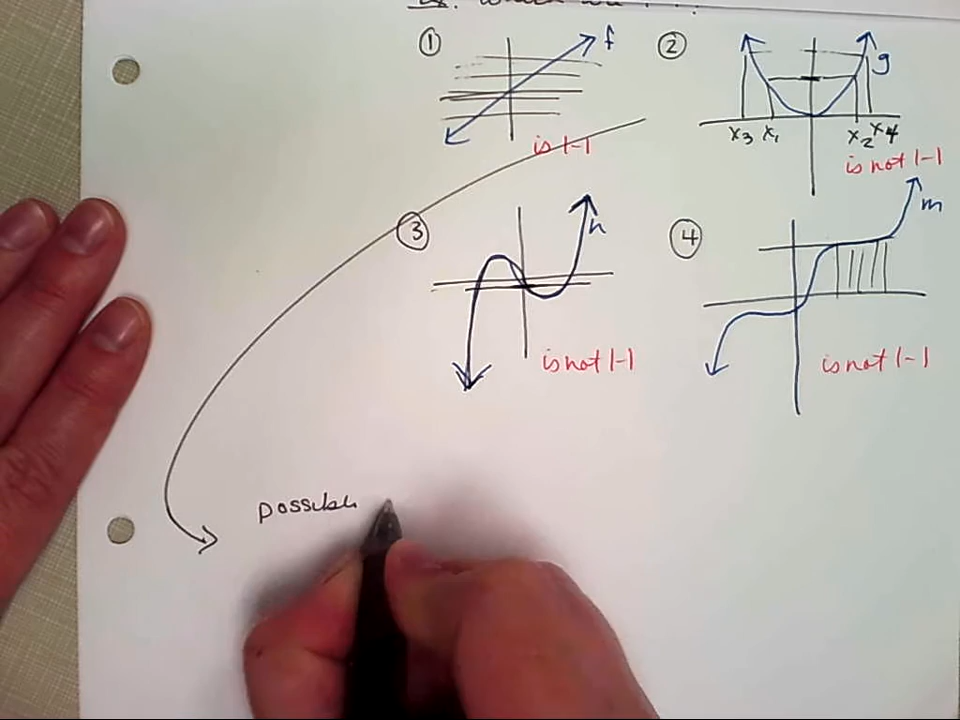 ① f
② g
x3 x1 x2 x4
is 1-1
is not 1-1
③ h
④ m
is not 1-1
is not 1-1
possible